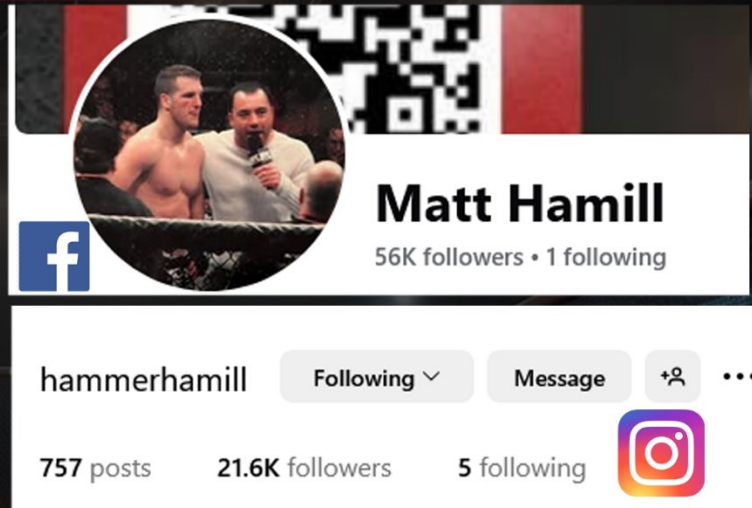 Matt Hamill
56K followers • 1 following
hammerhamill Following Message
757 posts 21.6K followers 5 following